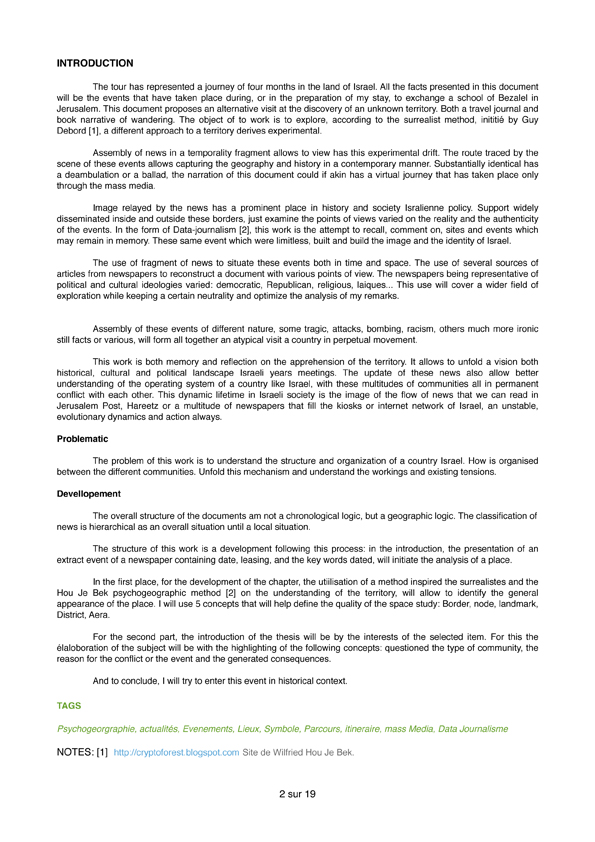 INTRODUCTION
The tour has represented a journey of four months in the land of Israel. All the facts presented in this document
will be the events that have taken place during, or in the preparation of my stay, to exchange a school of Bezalel in
Jerusalem. This document proposes an alternative visit at the discovery of an unknown territory. Both a travel journal and
book narrative of wandering. The object of to work is to explore, according to the surrealist method, inititié by Guy
Debord [1], a different approach to a territory derives experimental.
Assembly of news in a temporality fragment allows to view has this experimental drift. The route traced by the
scene of these events allows capturing the geography and history in a contemporary manner. Substantially identical has
a deambulation or a ballad, the narration of this document could if akin has a virtual journey that has taken place only
through the mass media.
Image relayed by the news has a prominent place in history and society Isralienne policy. Support widely
disseminated inside and outside these borders, just examine the points of views varied on the reality and the authenticity
of the events. In the form of Data-journalism [2], this work is the attempt to recall, comment on, sites and events which
may remain in memory. These same event which were limitless, built and build the image and the identity of Israel.
The use of fragment of news to situate these events both in time and space. The use of several sources of
articles from newspapers to reconstruct a document with various points of view. The newspapers being representative of
political and cultural ideologies varied: democratic, Republican, religious, laiques... This use will cover a wider field of
exploration while keeping a certain neutrality and optimize the analysis of my remarks.
Assembly of these events of different nature, some tragic, attacks, bombing, racism, others much more ironic
still facts or various, will form all together an atypical visit a country in perpetual movement.
This work is both memory and reflection on the apprehension of the territory. It allows to unfold a vision both
historical, cultural and political landscape Israeli years meetings. The update of these news also allow better
understanding of the operating system of a country like Israel, with these multitudes of communities all in permanent
conflict with each other. This dynamic lifetime in Israeli society is the image of the flow of news that we can read in
Jerusalem Post, Hareetz or a multitude of newspapers that fill the kiosks or internet network of Israel, an unstable,
evolutionary dynamics and action always.
Problematic
The problem of this work is to understand the structure and organization of a country Israel. How is organised
between the different communities. Unfold this mechanism and understand the workings and existing tensions.
Devellopement
The overall structure of the documents am not a chronological logic, but a geographic logic. The classification of
news is hierarchical as an overall situation until a local situation.
The structure of this work is a development following this process: in the introduction, the presentation of an
extract event of a newspaper containing date, leasing, and the key words dated, will initiate the analysis of a place.
In the first place, for the development of the chapter, the utilisation of a method inspired the surrealistes and the
Hou Je Bek psychogeographic method [2] on the understanding of the territory, will allow to identify the general
appearance of the place. I will use 5 concepts that will help define the quality of the space study: Border, node, landmark,
District, Aera.
For the second part, the introduction of the thesis will be by the interests of the selected item. For this the
élaloboration of the subject will be with the highlighting of the following concepts: questioned the type of community, the
reason for the conflict or the event and the generated consequences.
And to conclude, I will try to enter this event in historical context.
TAGS
Psychogeorgraphie, actualités, Evenements, Lieux, Symbole, Parcours, itineraire, mass Media, Data Journalisme
NOTES: [1] http://cryptoforest.blogspot.com Site de Wilfried Hou Je Bek.
2 sur 19